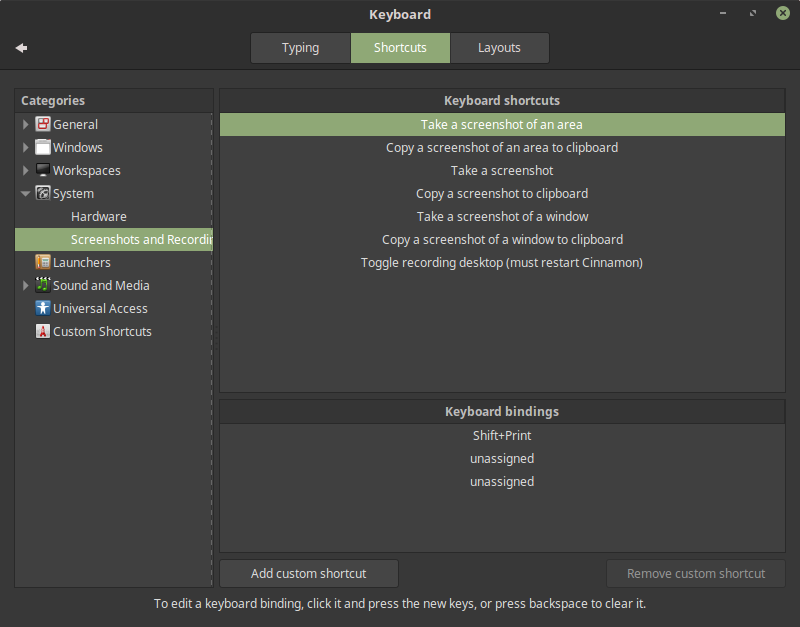 Keyboard
Typing
Shortcuts
Layouts
Categories
General
Windows
Workspaces
System
Hardware
Screenshots and Recordin
Launchers
Sound and Media
Universal Access
Custom Shortcuts
Keyboard shortcuts
Take a screenshot of an area
Copy a screenshot of an area to clipboard
Take a screenshot
Copy a screenshot to clipboard
Take a screenshot of a window
Copy a screenshot of a window to clipboard
Toggle recording desktop (must restart Cinnamon)
Keyboard bindings
Shift+Print
unassigned
unassigned
Add custom shortcut
Remove custom shortcut
To edit a keyboard binding, click it and press the new keys, or press backspace to clear it.